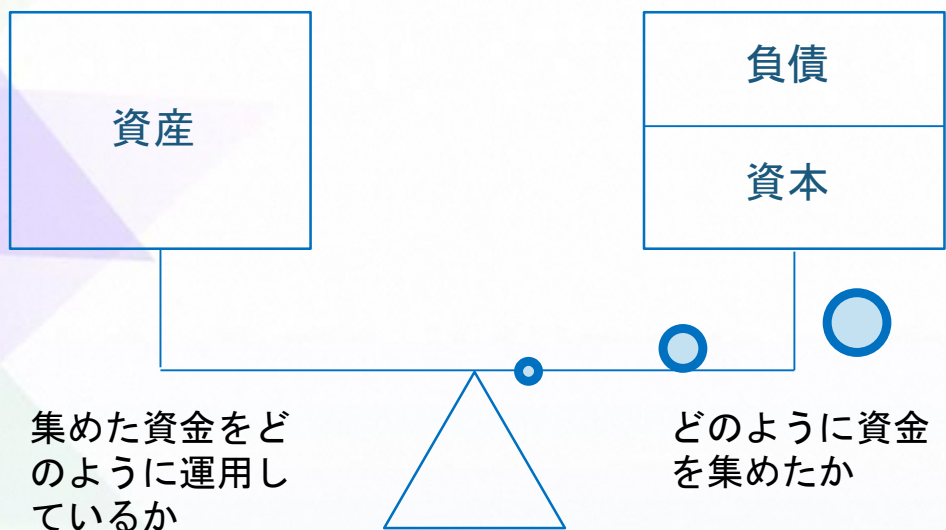 資産
負債
資本
集めた資金をど
のように運用し
ているか
どのように資金
を集めたか